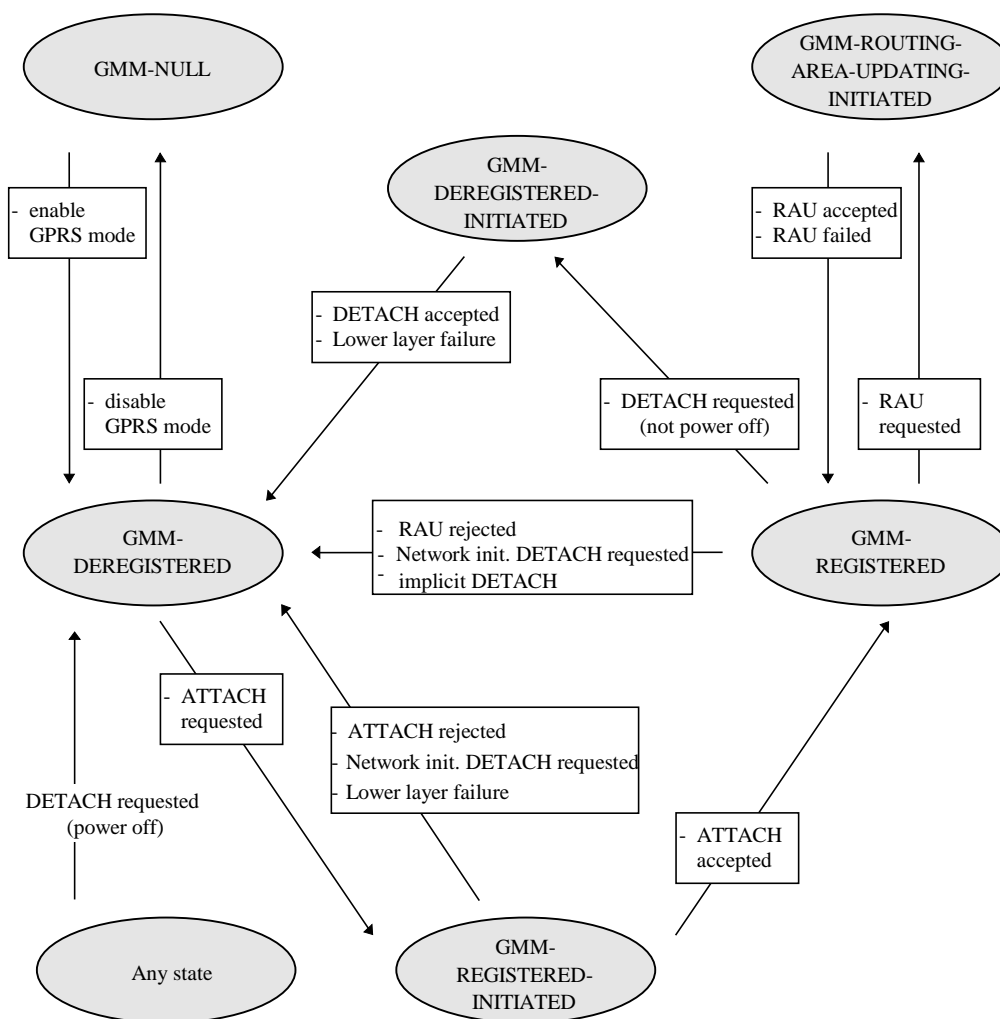 GMM-NULL
GMM-ROUTING-
AREA-UPDATING-
INITIATED
GMM-
DEREGISTERED-
INITIATED
- enable
GPRS mode
- RAU accepted
- RAU failed
- DETACH accepted
- Lower layer failure
- disable
GPRS mode
- DETACH requested
(not power off)
- RAU
requested
GMM-
DEREGISTERED
- RAU rejected
- Network init. DETACH requested
- implicit DETACH
GMM-
REGISTERED
- ATTACH
requested
- ATTACH rejected
- Network init. DETACH requested
- Lower layer failure
DETACH requested
(power off)
- ATTACH
accepted
Any state
GMM-
REGISTERED-
INITIATED